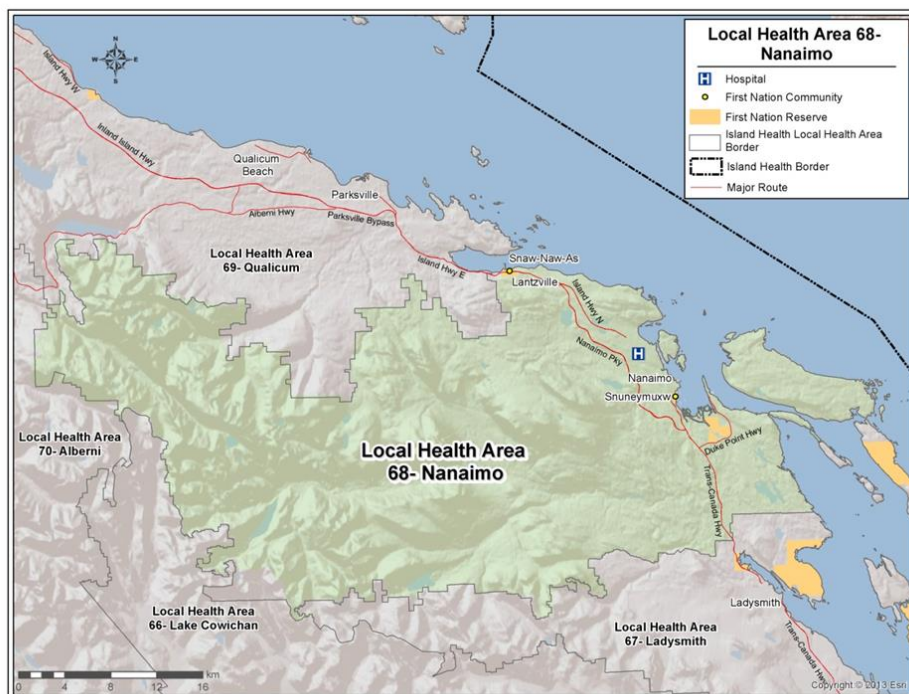 Local Health Area 68-
Nanaimo
Hospital
First Nation Community
First Nation Reserve
Island Health Local Health Area
Border
Island Health Border
Major Route
N
W E
S
Island Hwy W
Inland Island Hwy
Qualicum
Beach
Parksville
Alberni Hwy
Parksville Bypass
Local Health Area
69- Qualicum
Island Hwy E
Snaw-Naw-As
Lantzville
Island Hwy N
Nanaimo Pky
H
Nanaimo
Snuneymuxw
Duke Point Hwy
Local Health Area
70- Alberni
Local Health Area
68- Nanaimo
Trans-Canada Hwy
Local Health Area
66- Lake Cowichan
Local Health Area
67- Ladysmith
Ladysmith
Trans-Canada Hwy
km
0 4 8 12 16
Copyright © 2013 Esri